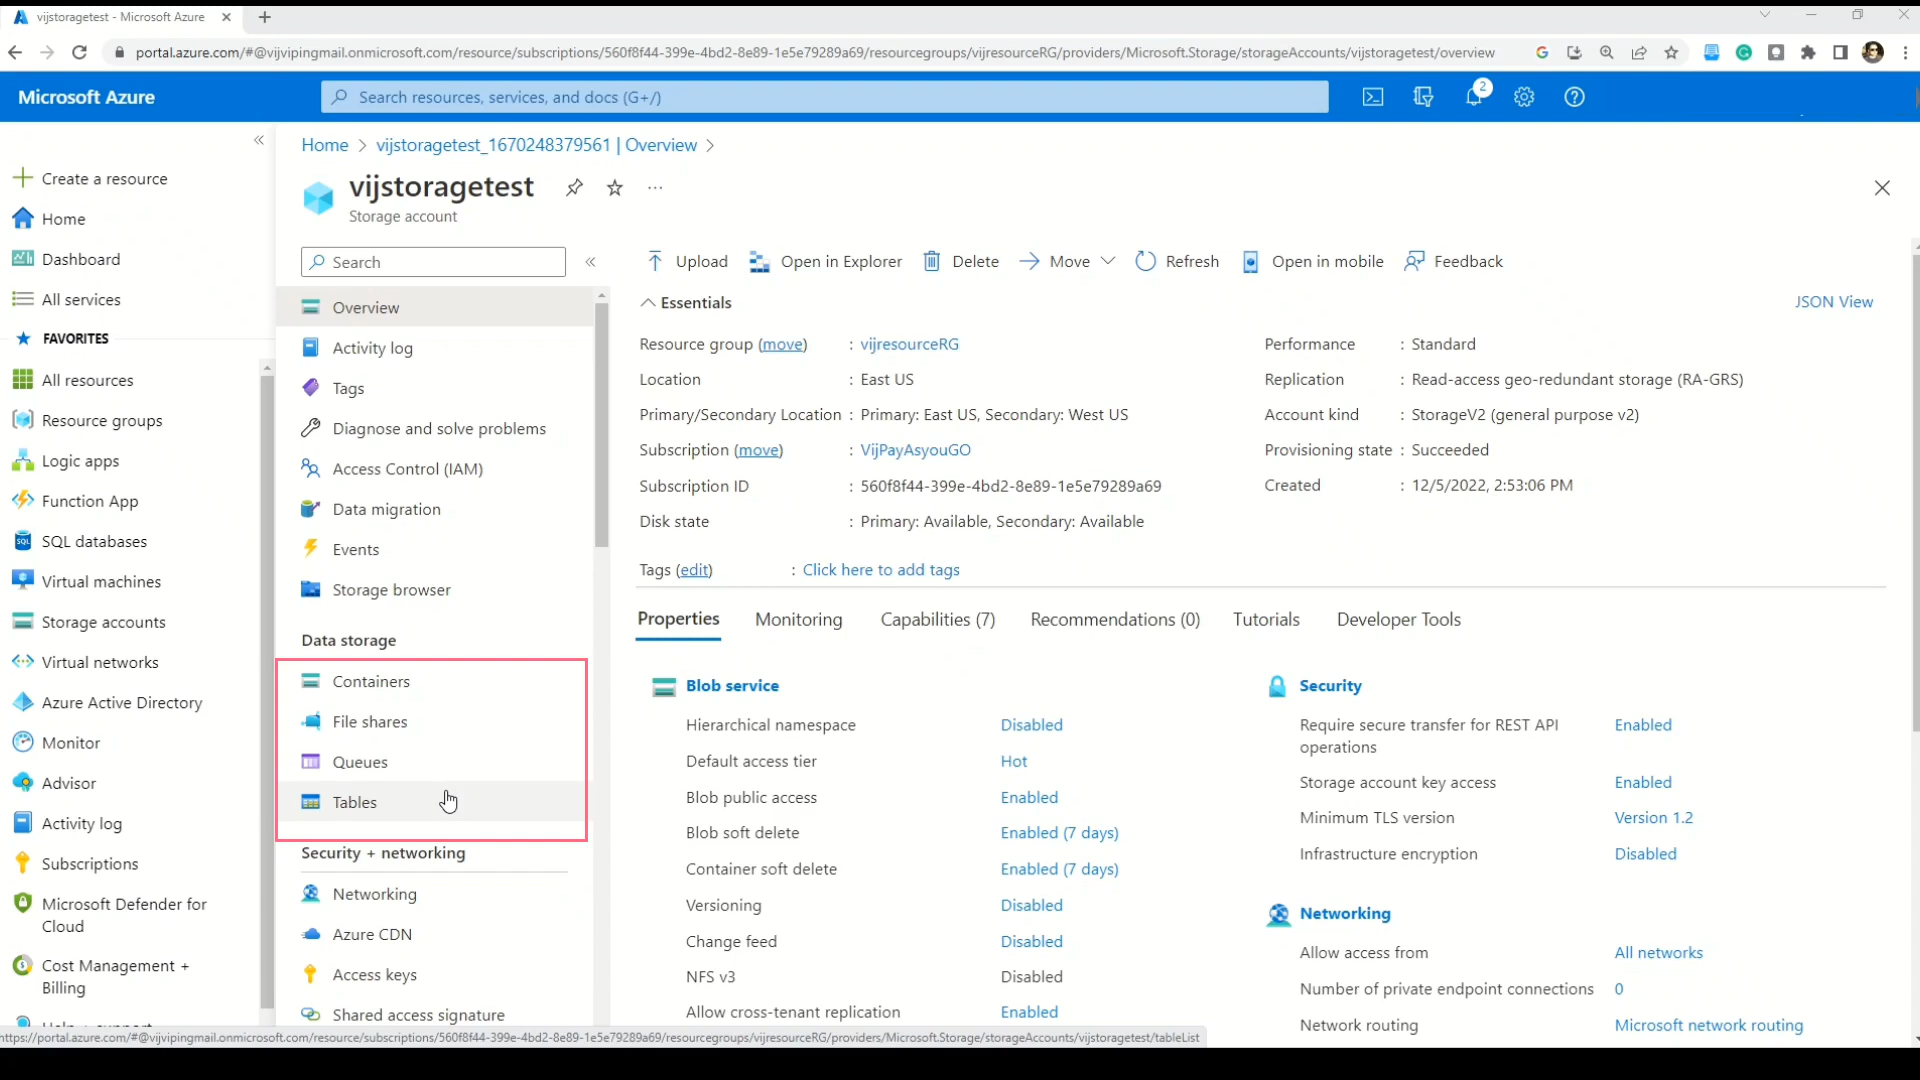 vijstoragetest - Microsoft Azure
portal.azure.com/#@vijvipingmail.onmicrosoft.com/resource/subscriptions/560f8f44-399e-4bd2-8e89-1e5e79289a69/resourcegroups/vijresourceRG/providers/Microsoft.Storage/storageAccounts/vijstoragetest/overview
Microsoft Azure
Search resources, services, and docs (G+/)
2
Create a resource
Home
Dashboard
All services
FAVORITES
All resources
Resource groups
Logic apps
Function App
SQL databases
Virtual machines
Storage accounts
Virtual networks
Azure Active Directory
Monitor
Advisor
Activity log
Subscriptions
Microsoft Defender for
Cloud
Cost Management +
Billing
Home > vijstoragetest_1670248379561 | Overview >
vijstoragetest
Storage account
Search
Overview
Activity log
Tags
Diagnose and solve problems
Access Control (IAM)
Data migration
Events
Storage browser
Data storage
Containers
File shares
Queues
Tables
Security + networking
Networking
Azure CDN
Access keys
Shared access signature
Upload
Open in Explorer
Delete
Move
Refresh
Open in mobile
Feedback
Essentials
JSON View
Resource group (move) : vijresourceRG
Location : East US
Primary/Secondary Location : Primary: East US, Secondary: West US
Subscription (move) : VijPayAsyouGO
Subscription ID : 560f8f44-399e-4bd2-8e89-1e5e79289a69
Disk state : Primary: Available, Secondary: Available
Performance : Standard
Replication : Read-access geo-redundant storage (RA-GRS)
Account kind : StorageV2 (general purpose v2)
Provisioning state : Succeeded
Created : 12/5/2022, 2:53:06 PM
Tags (edit) : Click here to add tags
Properties
Monitoring
Capabilities (7)
Recommendations (0)
Tutorials
Developer Tools
Blob service
Hierarchical namespace Disabled
Default access tier Hot
Blob public access Enabled
Blob soft delete Enabled (7 days)
Container soft delete Enabled (7 days)
Versioning Disabled
Change feed Disabled
NFS v3 Disabled
Allow cross-tenant replication Enabled
Security
Require secure transfer for REST API Enabled
operations
Storage account key access Enabled
Minimum TLS version Version 1.2
Infrastructure encryption Disabled
Networking
Allow access from All networks
Number of private endpoint connections 0
Network routing Microsoft network routing
https://portal.azure.com/#@vijvipingmail.onmicrosoft.com/resource/subscriptions/560f8f44-399e-4bd2-8e89-1e5e79289a69/resourcegroups/vijresourceRG/providers/Microsoft.Storage/storageAccounts/vijstoragetest/tableList